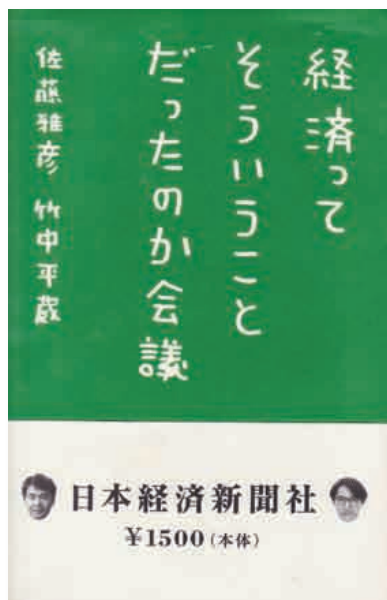 経済って
そういうこと
だったのか会議
佐藤雅彦 竹中平蔵
日本経済新聞社
¥1500(本体)